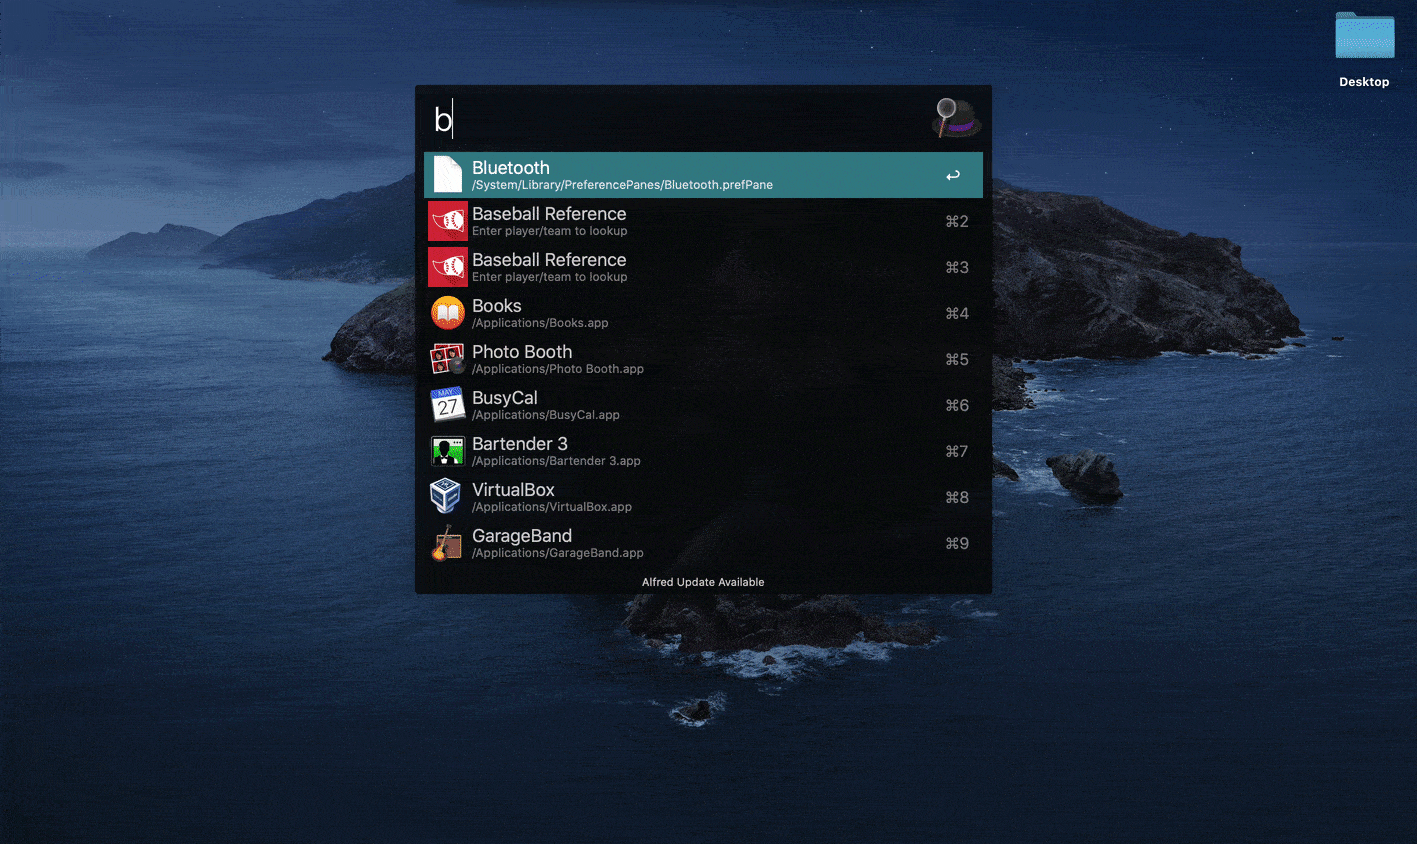 Desktop
b
Bluetooth
/System/Library/PreferencePanes/Bluetooth.prefPane
↩
Baseball Reference
Enter player/team to lookup
⌘2
Baseball Reference
Enter player/team to lookup
⌘3
Books
/Applications/Books.app
⌘4
Photo Booth
/Applications/Photo Booth.app
⌘5
MAY
27
BusyCal
/Applications/BusyCal.app
⌘6
Bartender 3
/Applications/Bartender 3.app
⌘7
VirtualBox
/Applications/VirtualBox.app
⌘8
GarageBand
/Applications/GarageBand.app
⌘9
Alfred Update Available